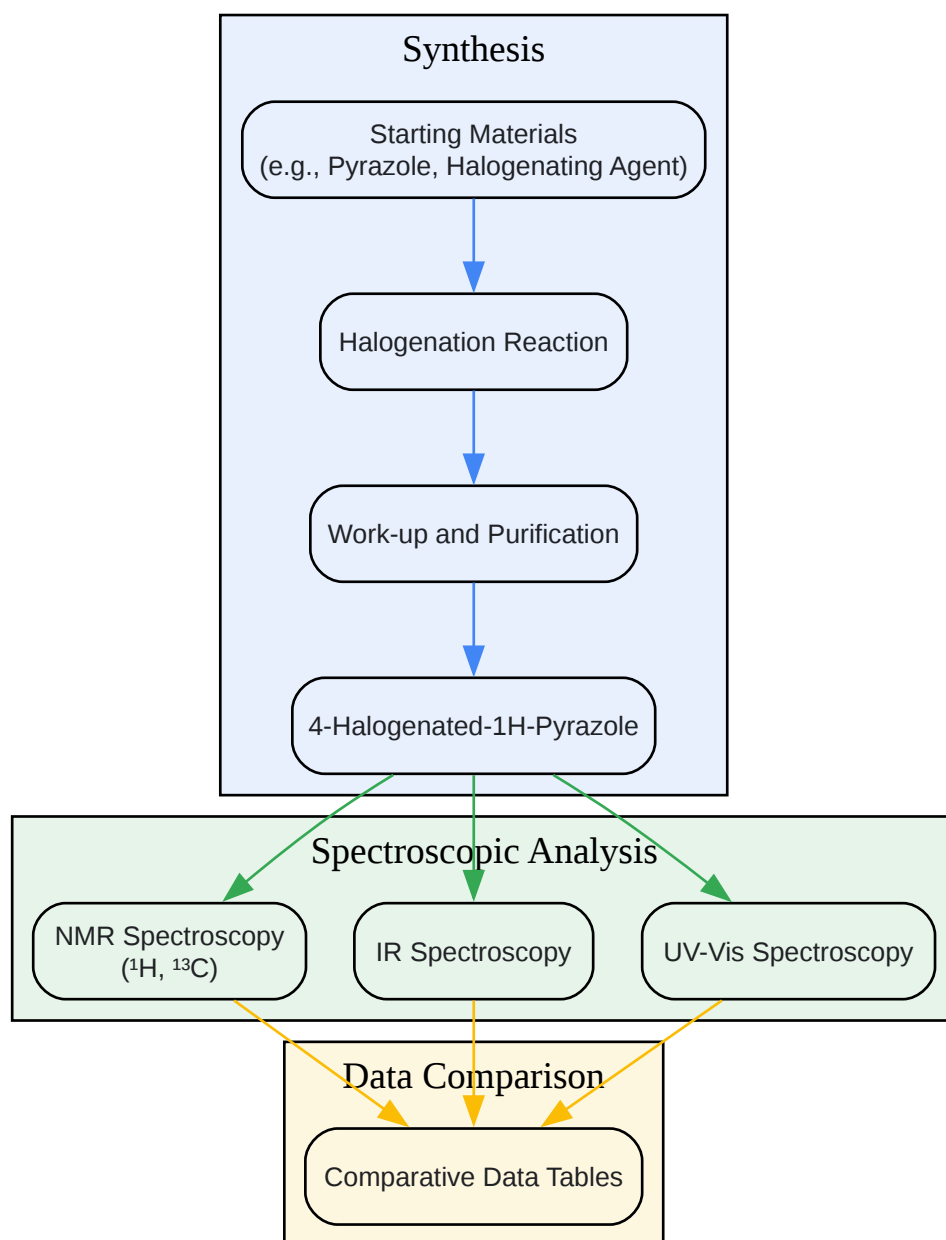 Synthesis
Starting Materials
(e.g., Pyrazole, Halogenating Agent)
Halogenation Reaction
Work-up and Purification
4-Halogenated-1H-Pyrazole
Spectroscopic Analysis
NMR Spectroscopy
(¹H, ¹³C)
IR Spectroscopy
UV-Vis Spectroscopy
Data Comparison
Comparative Data Tables